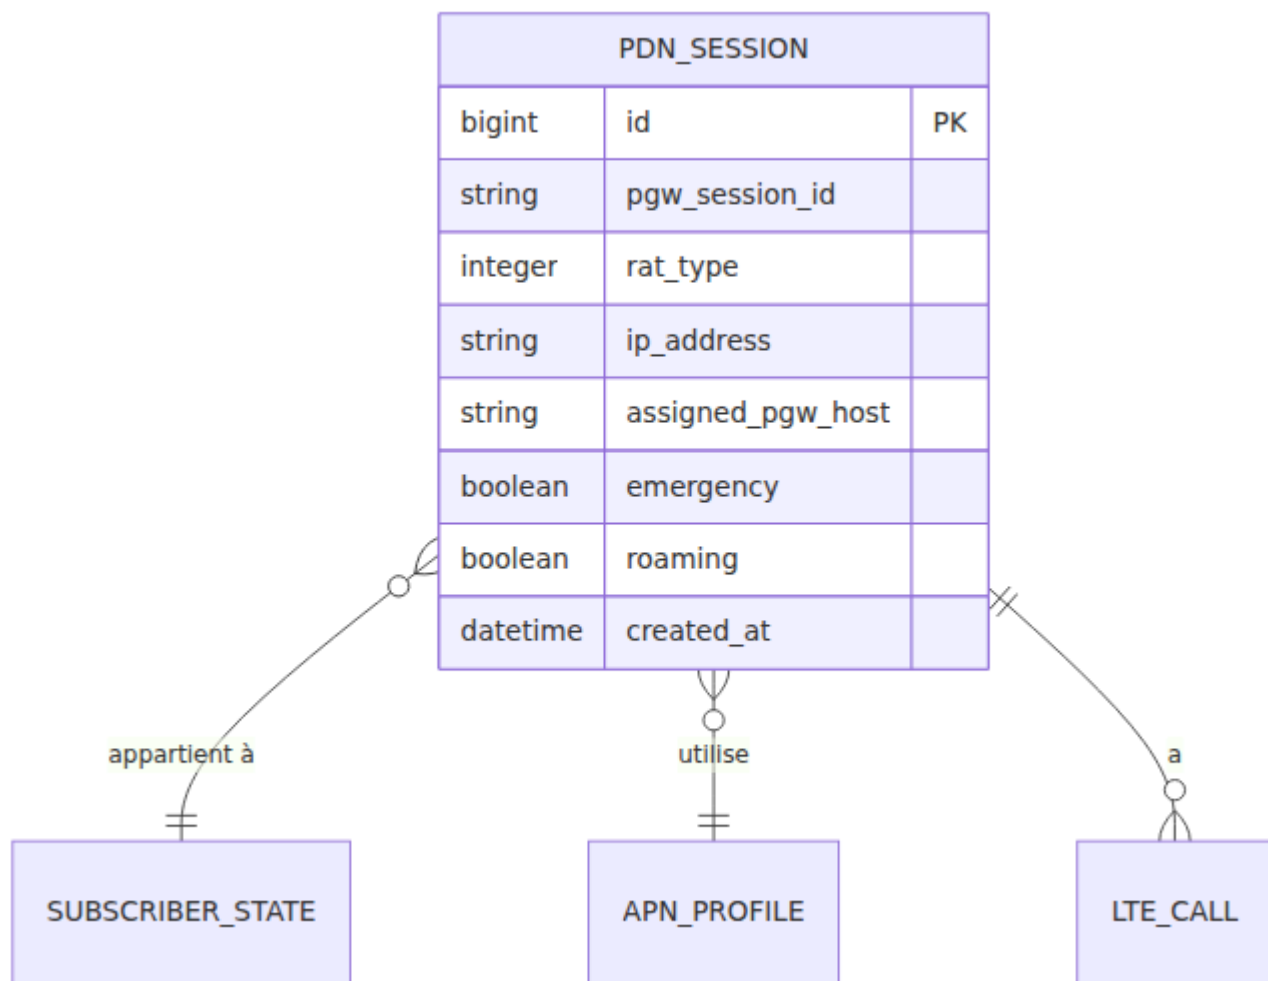 PDN_SESSION
bigint id PK
string pgw_session_id
integer rat_type
string ip_address
string assigned_pgw_host
boolean emergency
boolean roaming
datetime created_at
appartient à utilise a
SUBSCRIBER_STATE APN_PROFILE LTE_CALL